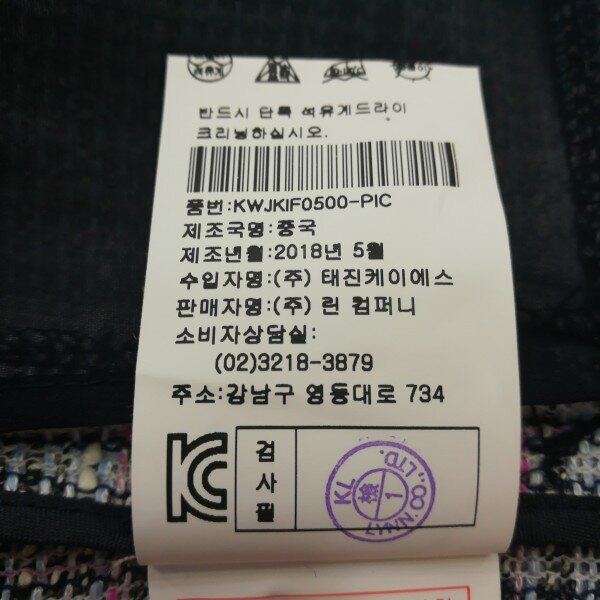 반드시 단독 석유계드라이
크리닝하십시오.
품번:KWJKIF0500-PIC
제조국명:중국
제조년월:2018년 5월
수입자명:(주) 태진케이에스
판매자명:(주) 린 컴퍼니
소비자상담실:
(02)3218-3879
주소:강남구 영동대로 734
검사필
KL
檢
1
LYNN.CO.,LTD.